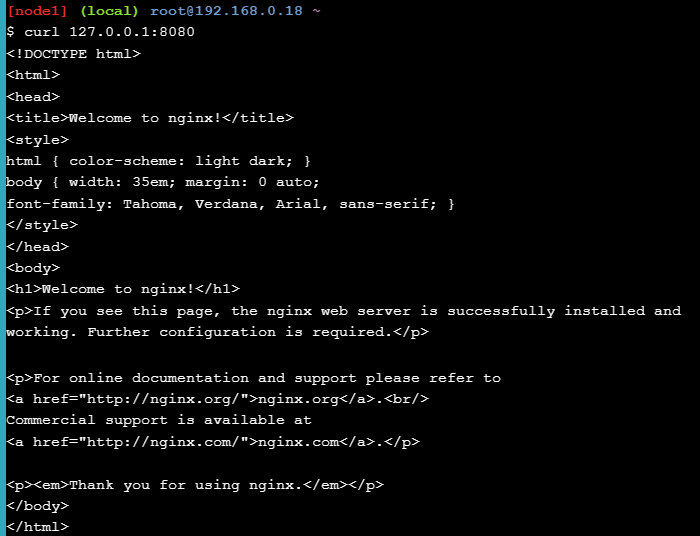 [node1] (local) root@192.168.0.18 ~
$ curl 127.0.0.1:8080
<!DOCTYPE html>
<html>
<head>
<title>Welcome to nginx!</title>
<style>
html { color-scheme: light dark; }
body { width: 35em; margin: 0 auto;
font-family: Tahoma, Verdana, Arial, sans-serif; }
</style>
</head>
<body>
<h1>Welcome to nginx!</h1>
<p>If you see this page, the nginx web server is successfully installed and
working. Further configuration is required.</p>

<p>For online documentation and support please refer to
<a href="http://nginx.org/">nginx.org</a>.<br/>
Commercial support is available at
<a href="http://nginx.com/">nginx.com</a>.</p>

<p><em>Thank you for using nginx.</em></p>
</body>
</html>